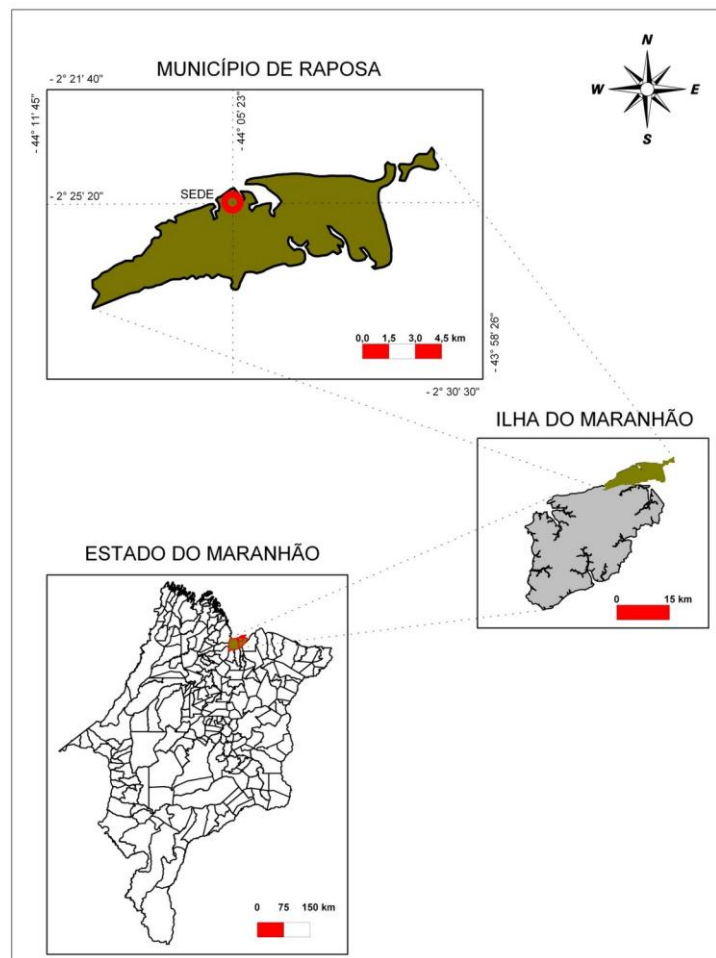 N
W E
S
MUNICÍPIO DE RAPOSA
- 2° 21' 40"
- 44° 11' 45"
- 44° 05' 23"
- 2° 25' 20"
SEDE
0,0 1,5 3,0 4,5 km
- 43° 58' 26"
- 2° 30' 30"
ILHA DO MARANHÃO
0 15 km
ESTADO DO MARANHÃO
0 75 150 km